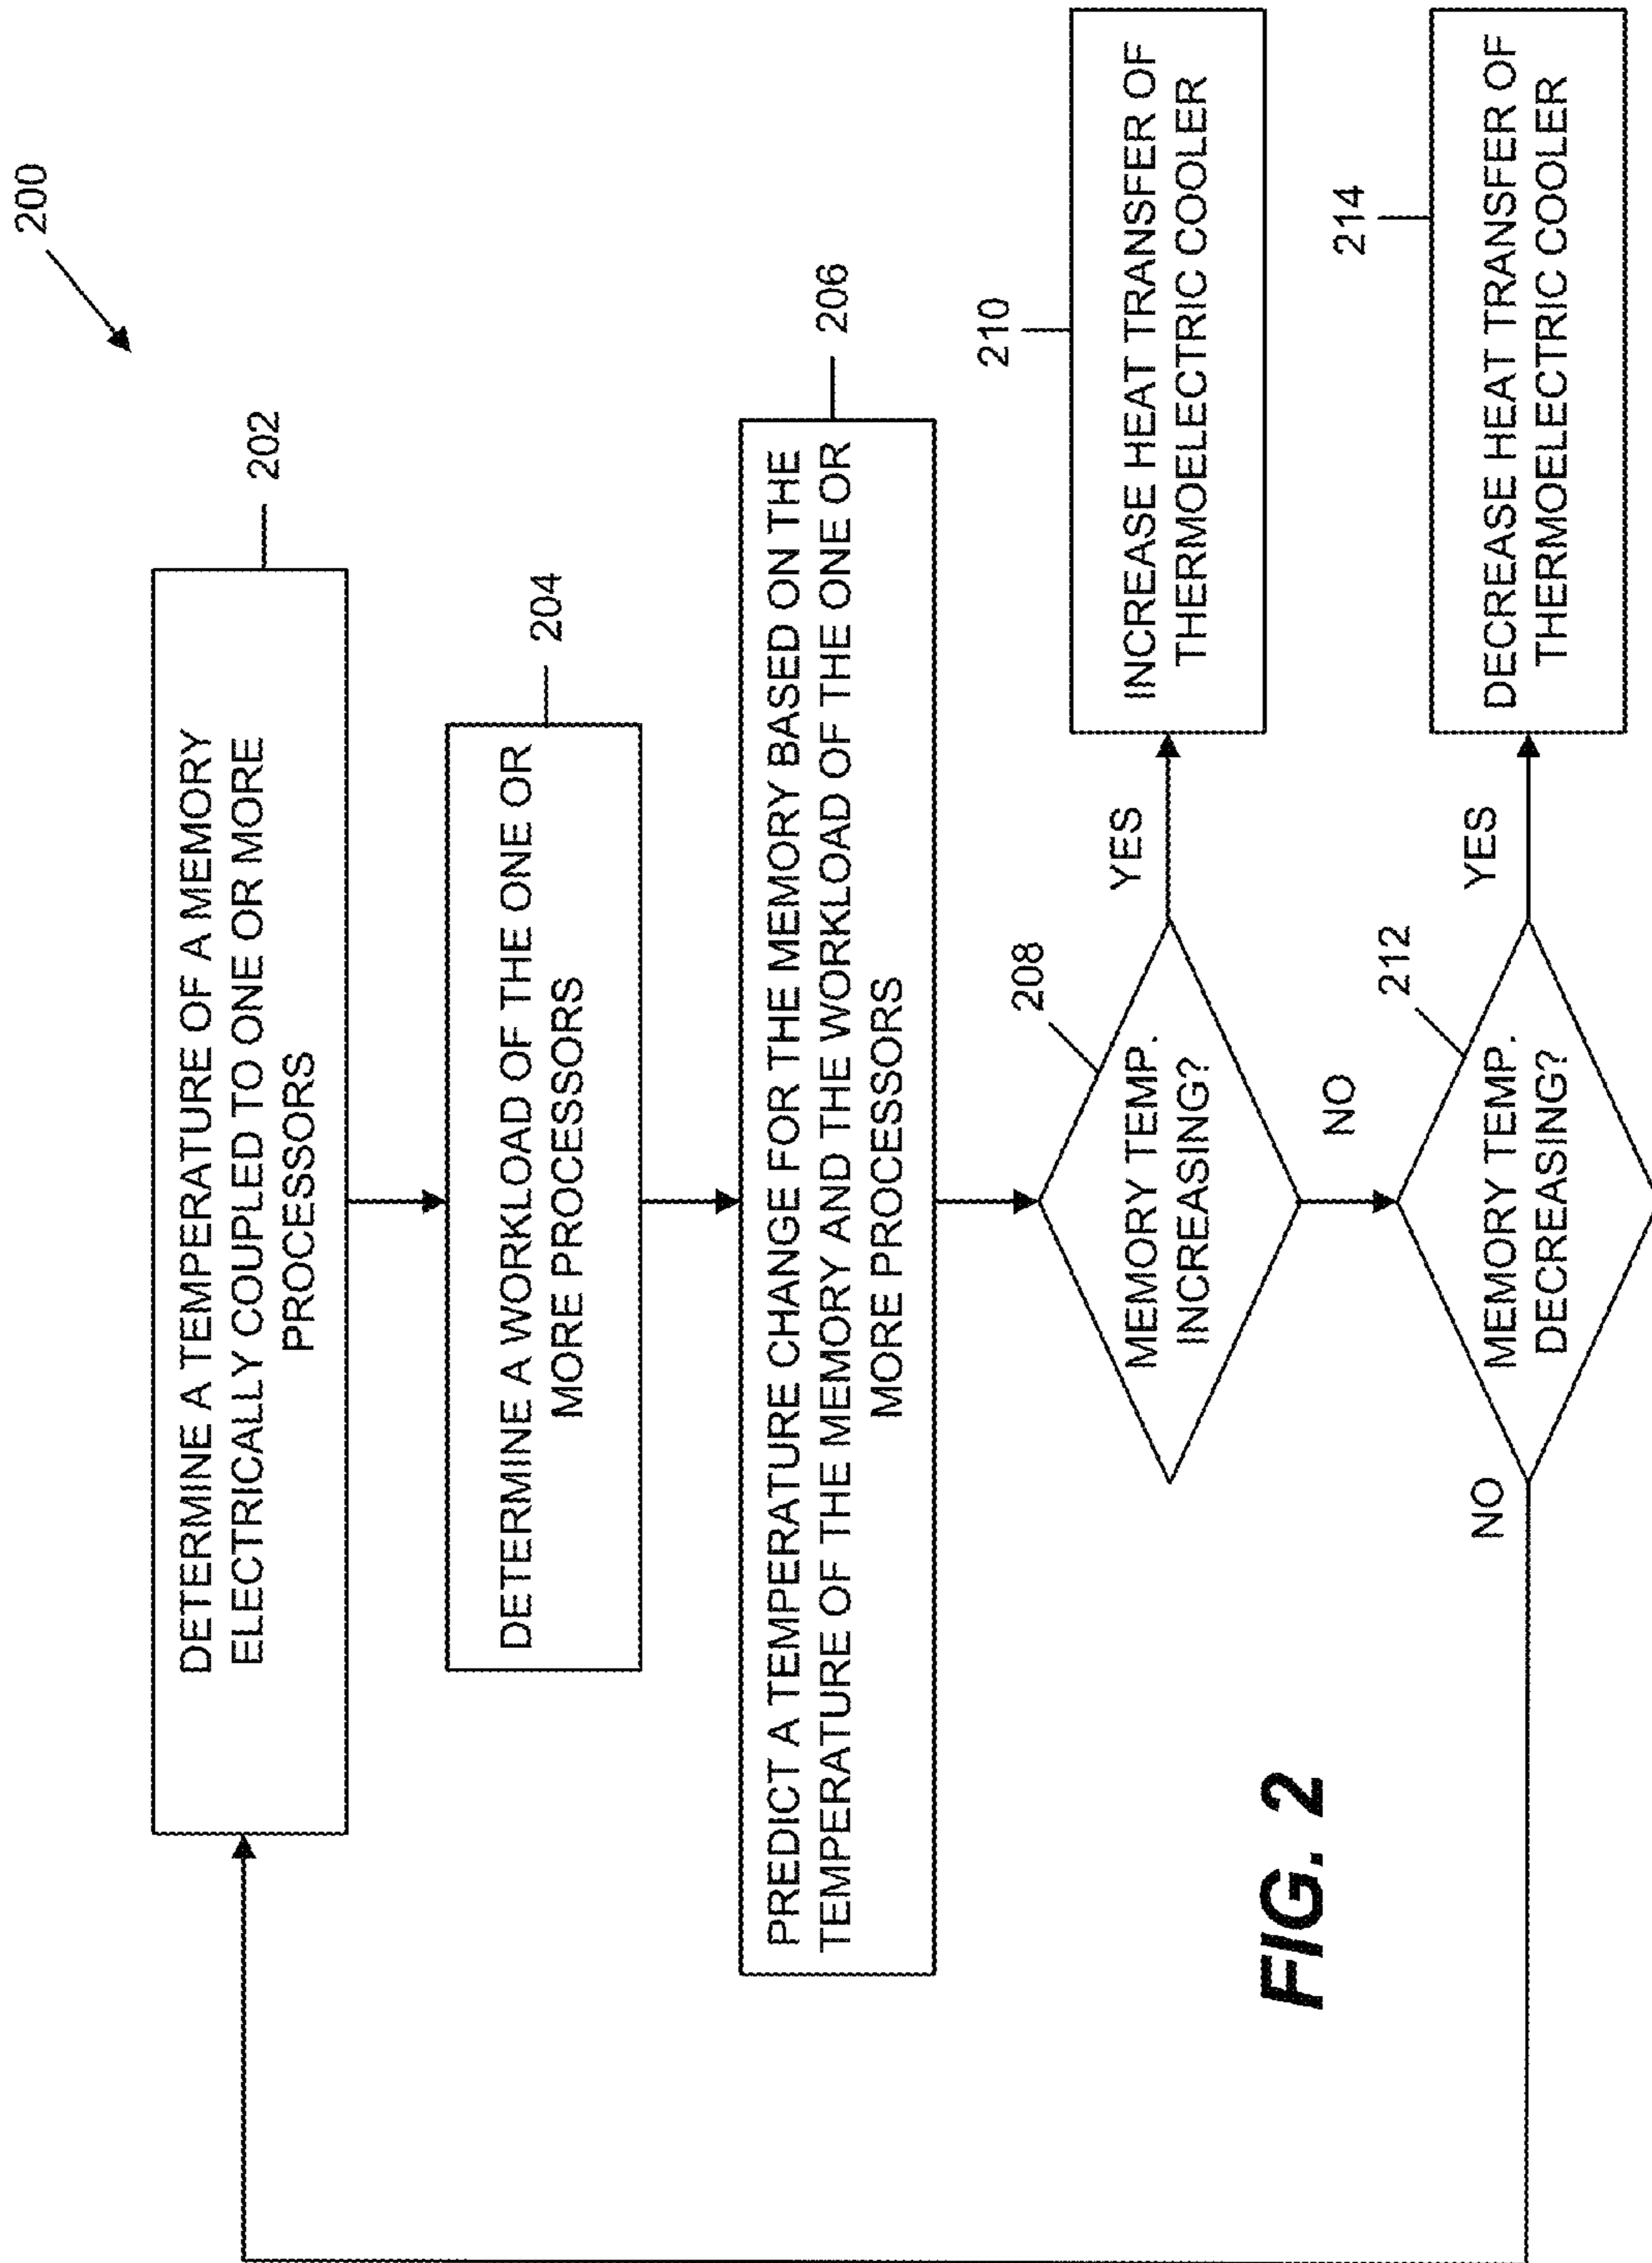 200
DETERMINE A TEMPERATURE OF A MEMORY
ELECTRICALLY COUPLED TO ONE OR MORE
PROCESSORS
202
DETERMINE A WORKLOAD OF THE ONE OR
MORE PROCESSORS
204
PREDICT A TEMPERATURE CHANGE FOR THE MEMORY BASED ON THE
TEMPERATURE OF THE MEMORY AND THE WORKLOAD OF THE ONE OR
MORE PROCESSORS
206
MEMORY TEMP.
INCREASING?
208
YES
210
INCREASE HEAT TRANSFER OF
THERMOELECTRIC COOLER
NO
MEMORY TEMP.
DECREASING?
212
YES
214
DECREASE HEAT TRANSFER OF
THERMOELECTRIC COOLER
NO
FIG. 2